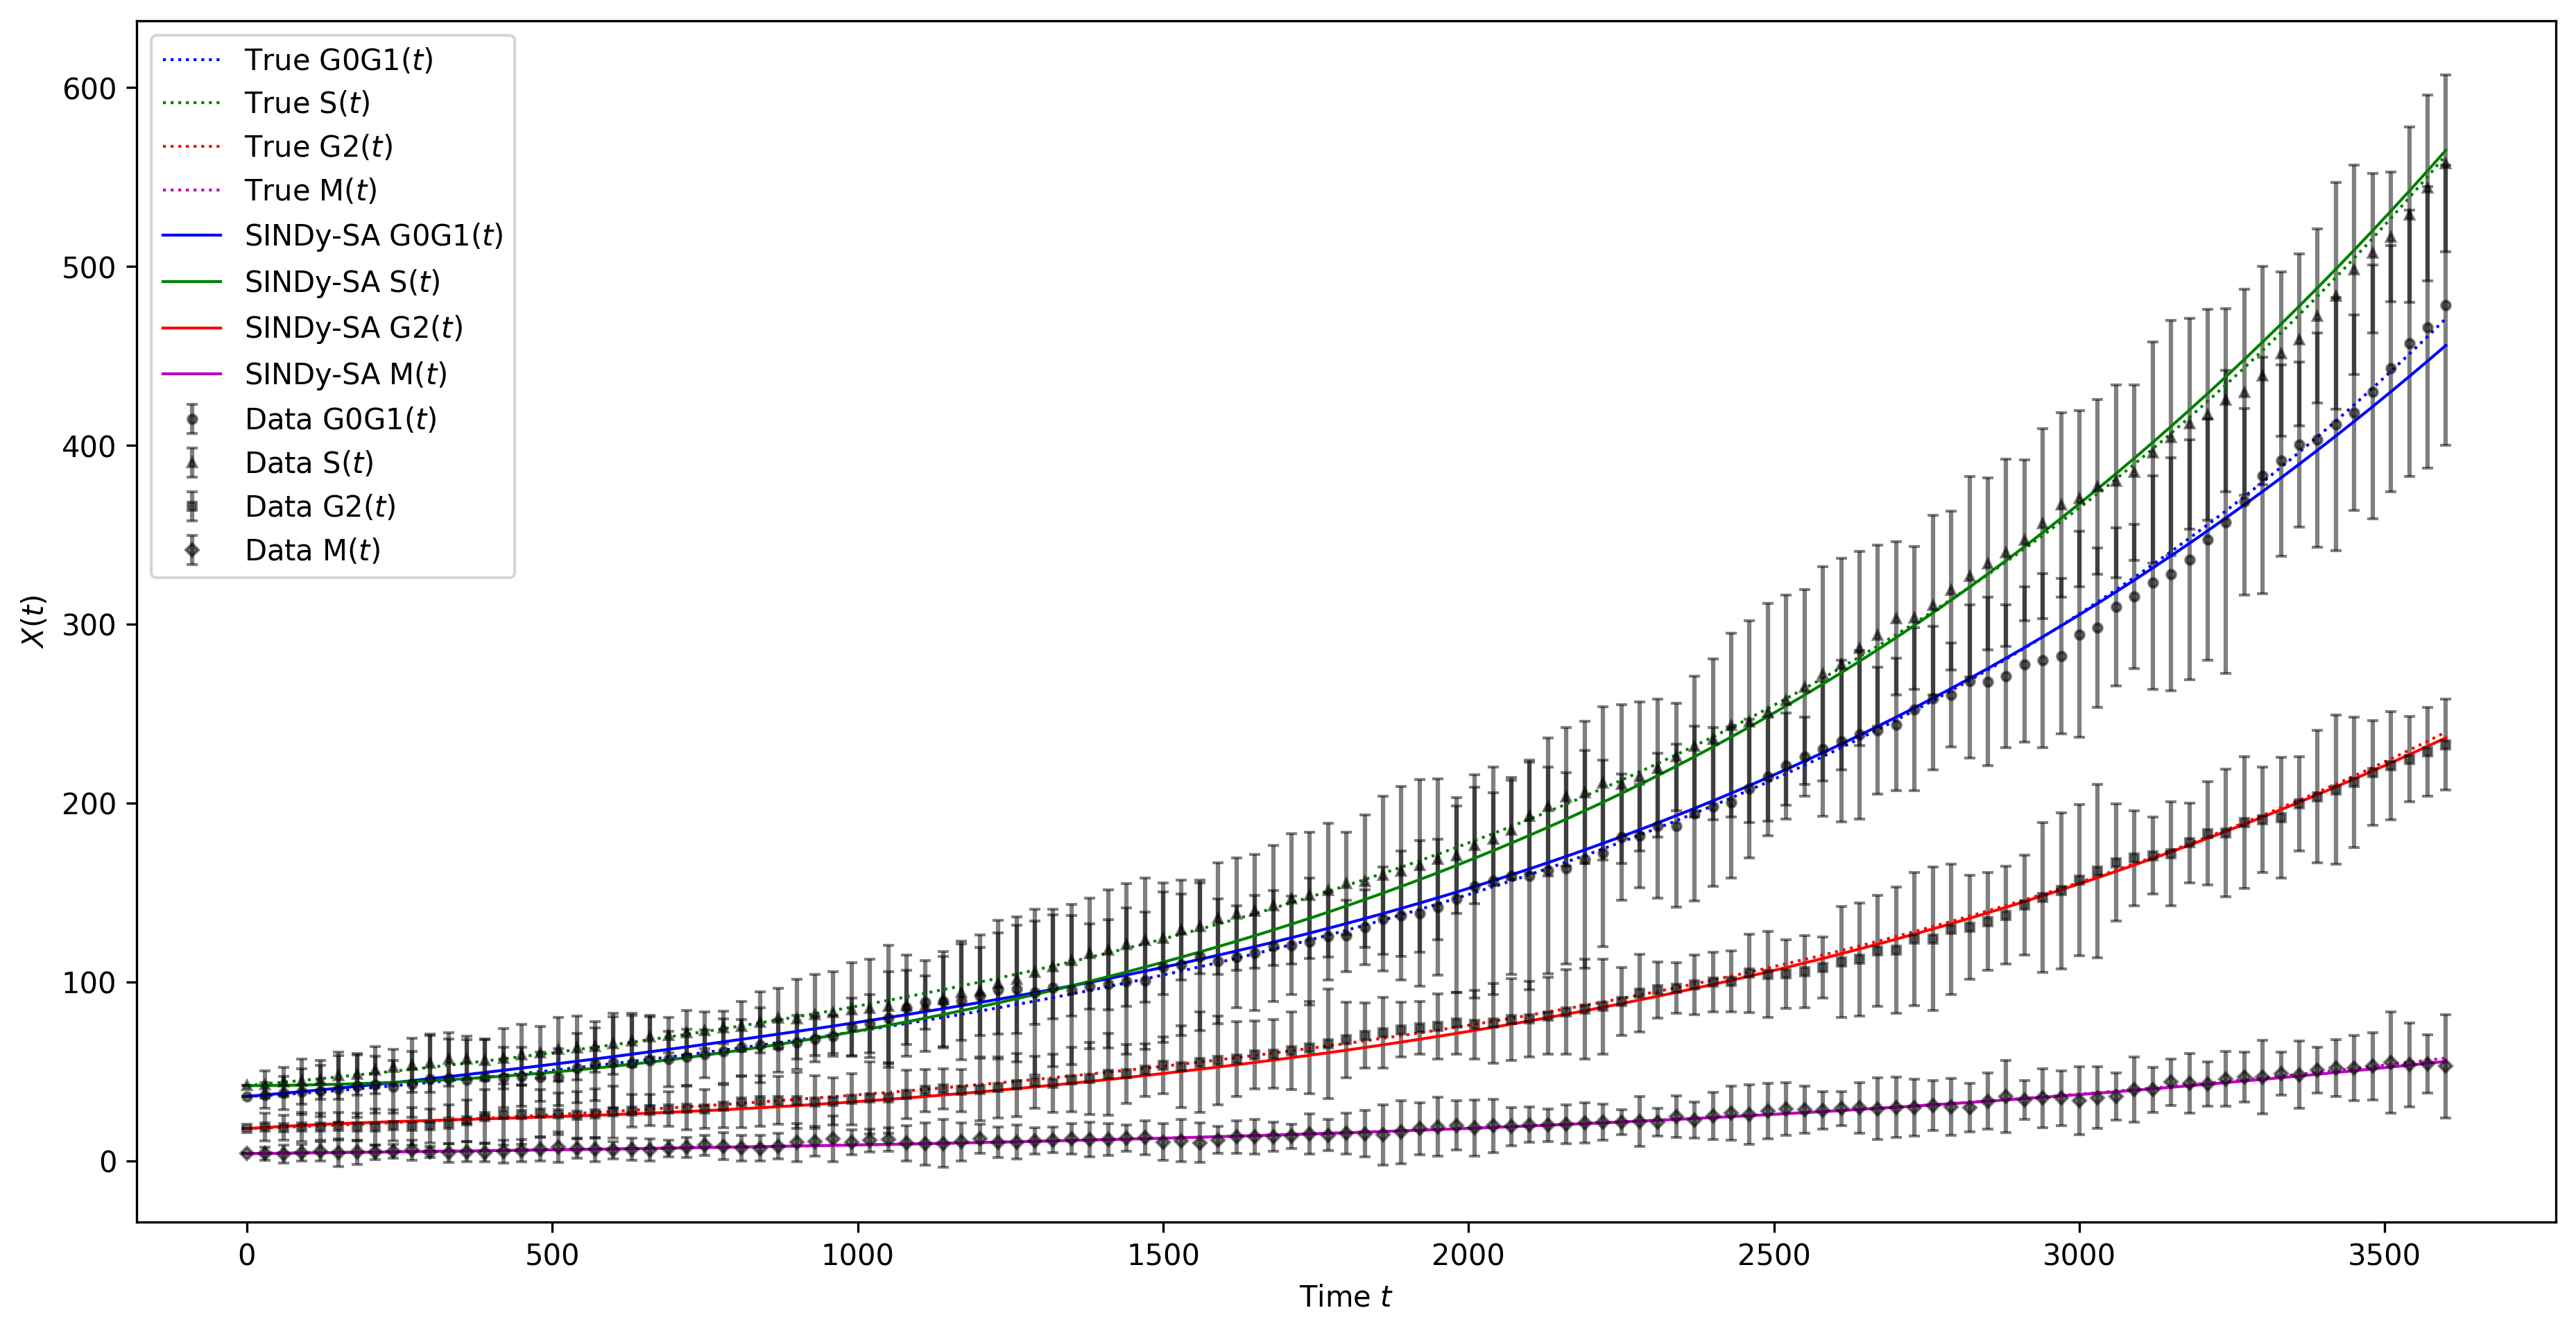 True G0G1(t)
True S(t)
True G2(t)
True M(t)
SINDy-SA G0G1(t)
SINDy-SA S(t)
SINDy-SA G2(t)
SINDy-SA M(t)
Data G0G1(t)
Data S(t)
Data G2(t)
Data M(t)
600
500
400
300
200
100
0
X(t)
0 500 1000 1500 2000 2500 3000 3500
Time t